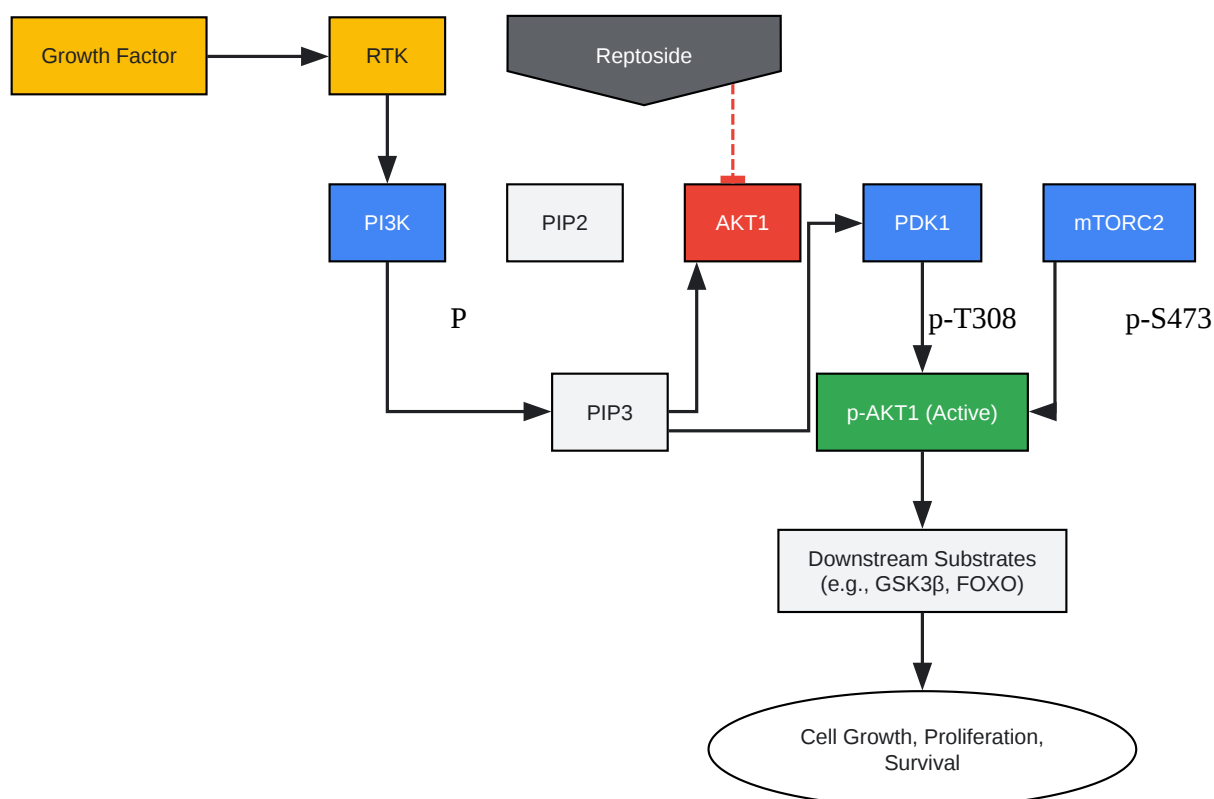 Growth Factor
RTK
Reptoside
PI3K
PIP2
AKT1
PDK1
mTORC2
P
p-T308
p-S473
PIP3
p-AKT1 (Active)
Downstream Substrates
(e.g., GSK3β, FOXO)
Cell Growth, Proliferation,
Survival